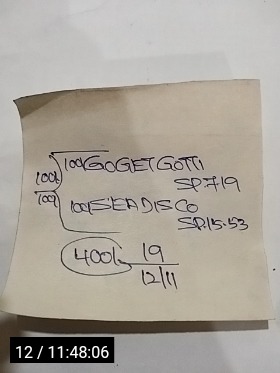 100/GOGETGOTTI
100/
SP.7.19
100/
100/SEADISCO
SP.15.53
400/. 19
12/11
12 / 11:48:06